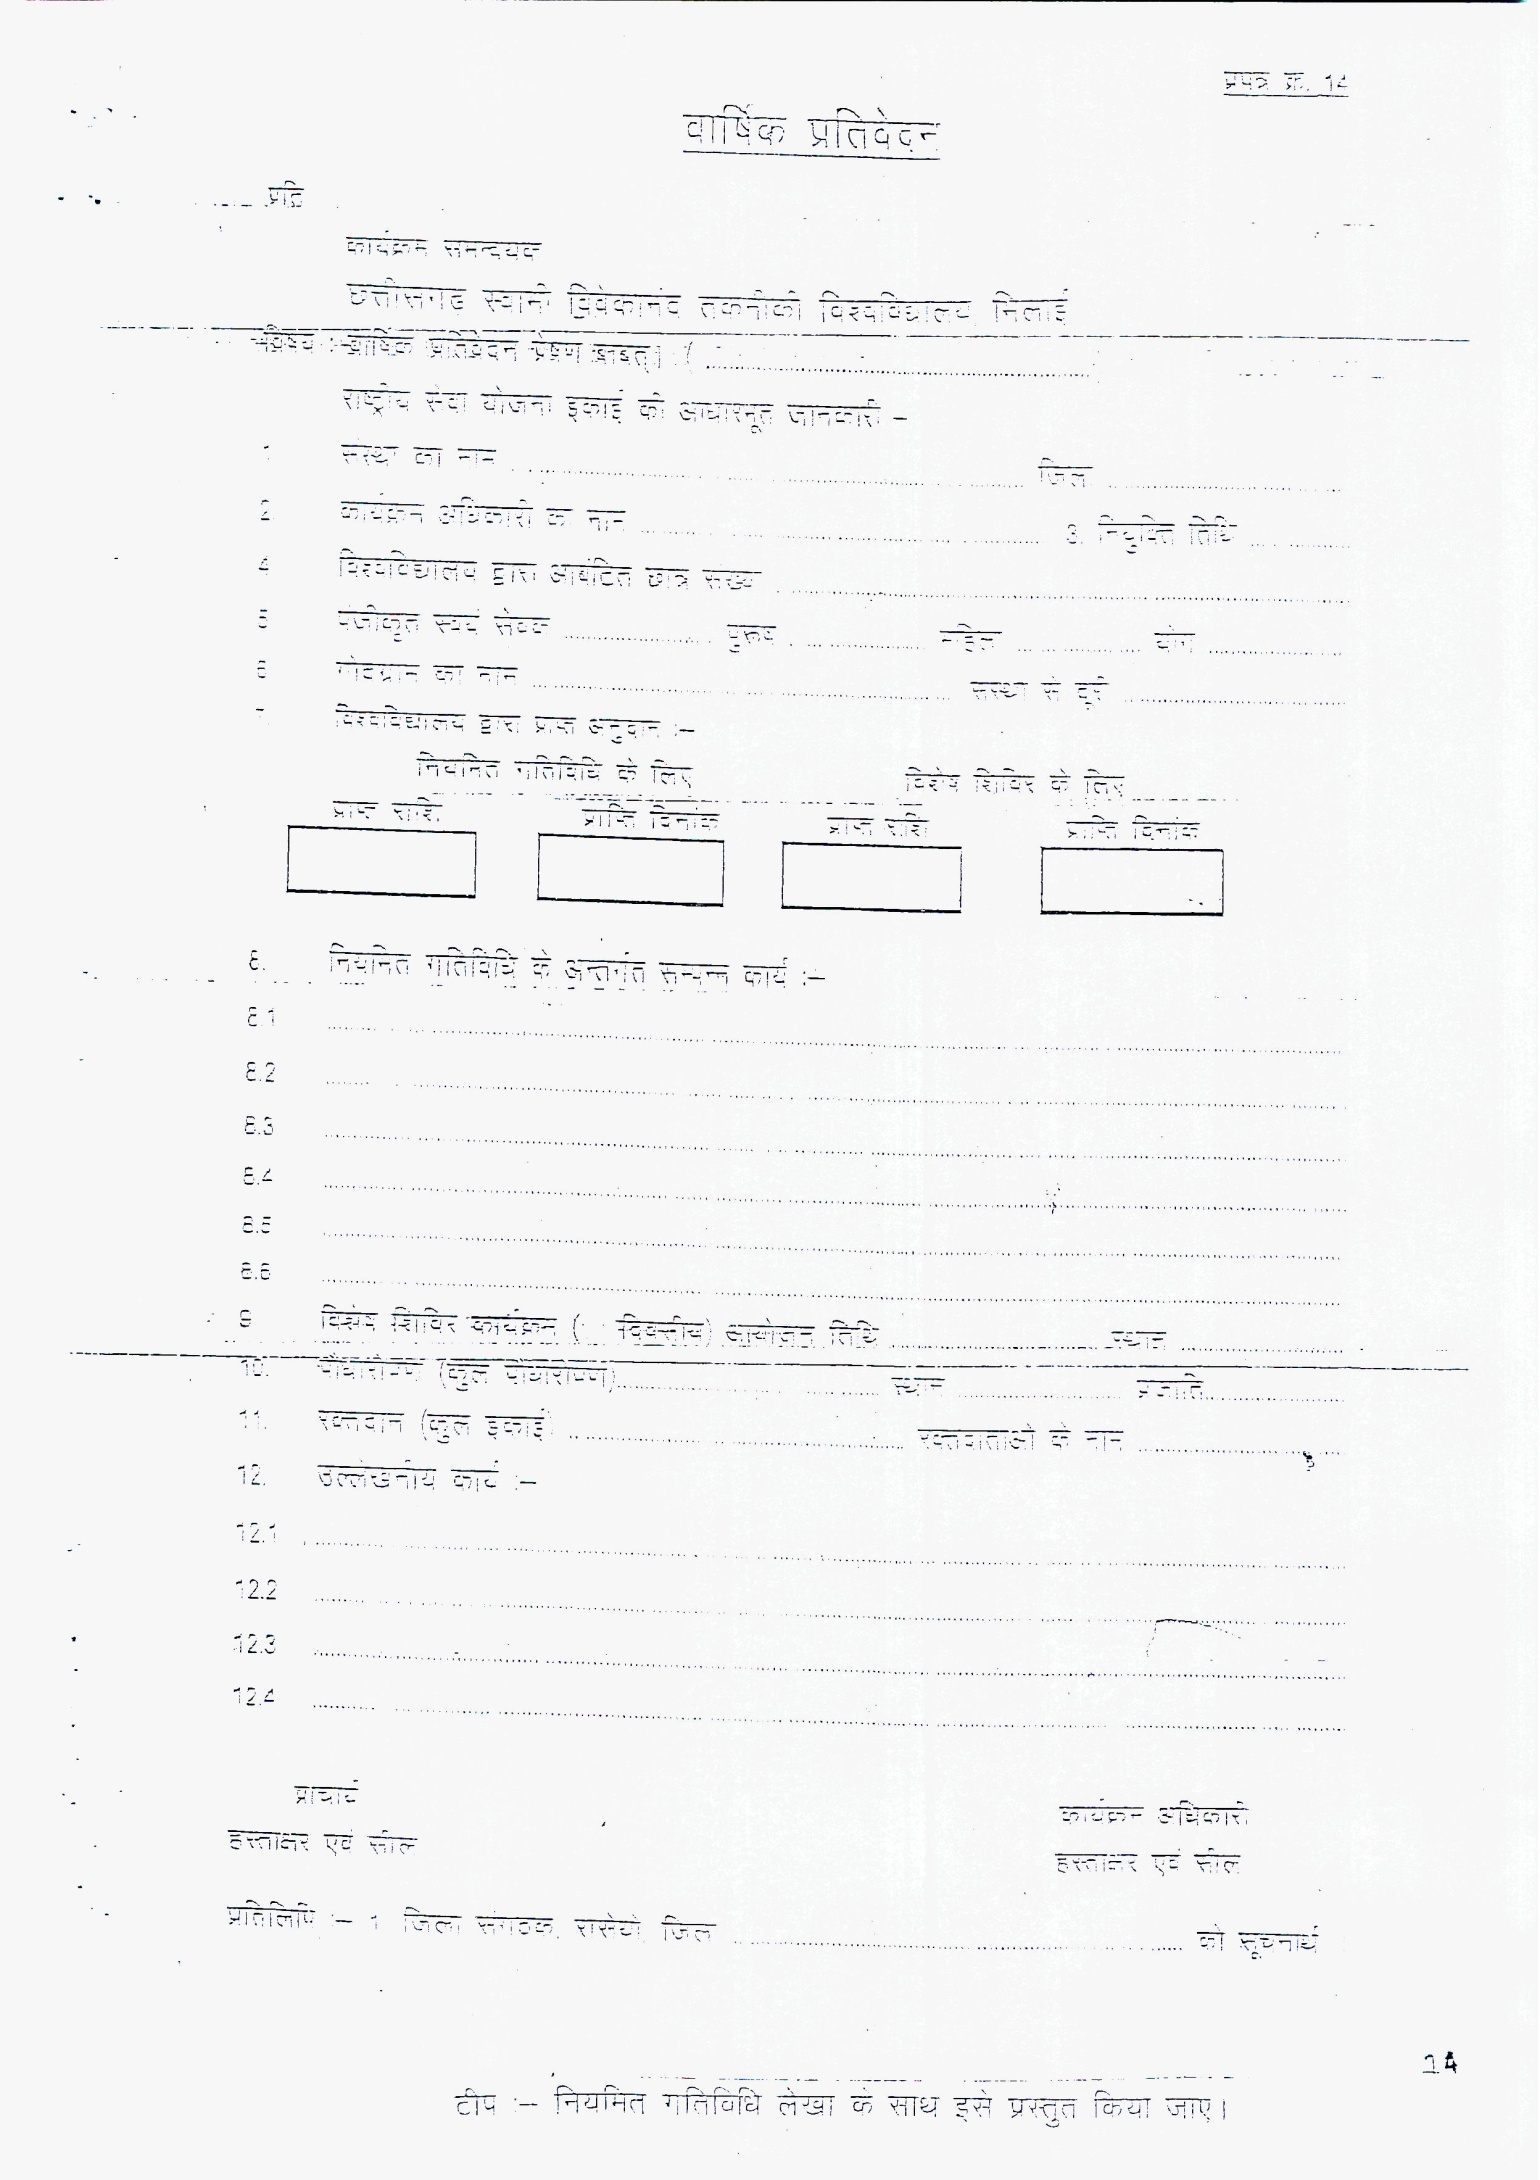 प्रपत्र क्र. 14
वार्षिक प्रतिवेदन
प्रति
कार्यक्रम समन्वयक
छत्तीसगढ़ स्वामी विवेकानंद तकनीकी विश्वविद्यालय, भिलाई
विषय :- वार्षिक प्रतिवेदन प्रेषण बाबत्। ( .................... )
राष्ट्रीय सेवा योजना इकाई की आधारभूत जानकारी –
1 संस्था का नाम .................... जिला ....................
2. कार्यक्रम अधिकारी का नाम .................... 3. नियुक्ति तिथि ....................
4 विश्वविद्यालय द्वारा आबंटित छात्र संख्या ....................
5 पंजीकृत स्वयं सेवक .................... पुरूष .................... महिला .................... योग ....................
6 गोदग्राम का नाम .................... संस्था से दूरी ....................
7. विश्वविद्यालय द्वारा प्राप्त अनुदान :–
नियमित गतिविधि के लिए विशेष शिविर के लिए
प्राप्त राशि प्राप्ति दिनांक प्राप्त राशि प्राप्ति दिनांक
8. नियमित गतिविधि के अन्तर्गत सम्पन्न कार्य :–
8.1 ....................
8.2 ....................
8.3 ....................
8.4 ....................
8.5 ....................
8.6 ....................
9 विशेष शिविर कार्यक्रम ( दिवसीय) आयोजन तिथि .................... स्थान ....................
10. पौधारोपण (कुल पौधारोपण).................... स्थान .................... प्रजाति....................
11. रक्तदान (कुल इकाई) .................... रक्तदाताओं के नाम ....................
12. उल्लेखनीय कार्य :–
12.1 ....................
12.2 ....................
12.3 ....................
12.4 ....................
प्राचार्य कार्यक्रम अधिकारी
हस्ताक्षर एवं सील हस्ताक्षर एवं सील
प्रतिलिपि :– 1 जिला संगठक, रासेयो, जिला .................... को सूचनार्थ
14
टीप :– नियमित गतिविधि लेखा के साथ इसे प्रस्तुत किया जाए।